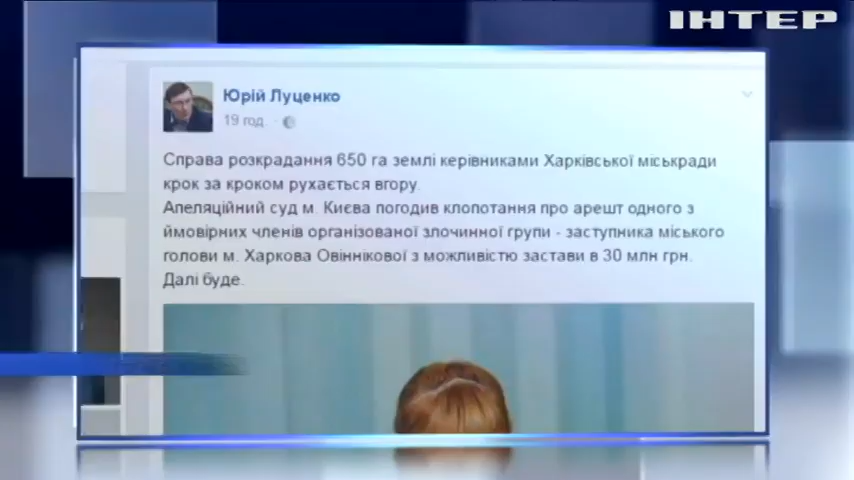 ІНТЕР
Юрій Луценко
19 год.
Справа розкрадання 650 га землі керівниками Харківської міськради
крок за кроком рухається вгору.
Апеляційний суд м. Києва погодив клопотання про арешт одного з
ймовірних членів організованої злочинної групи - заступника міського
голови м. Харкова Овіннікової з можливістю застави в 30 млн грн.
Далі буде.